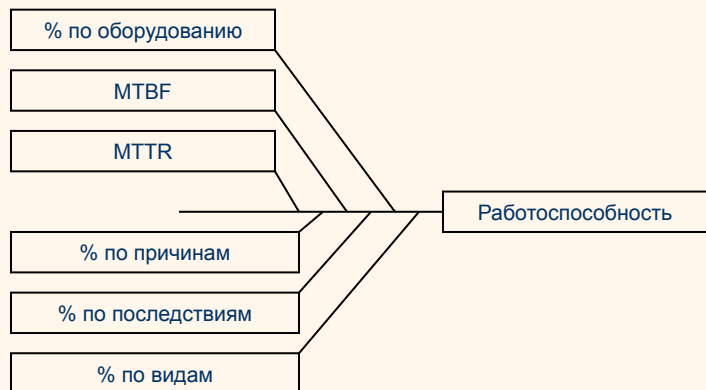 % по оборудованию
MTBF
MTTR
Работоспособность
% по причинам
% по последствиям
% по видам